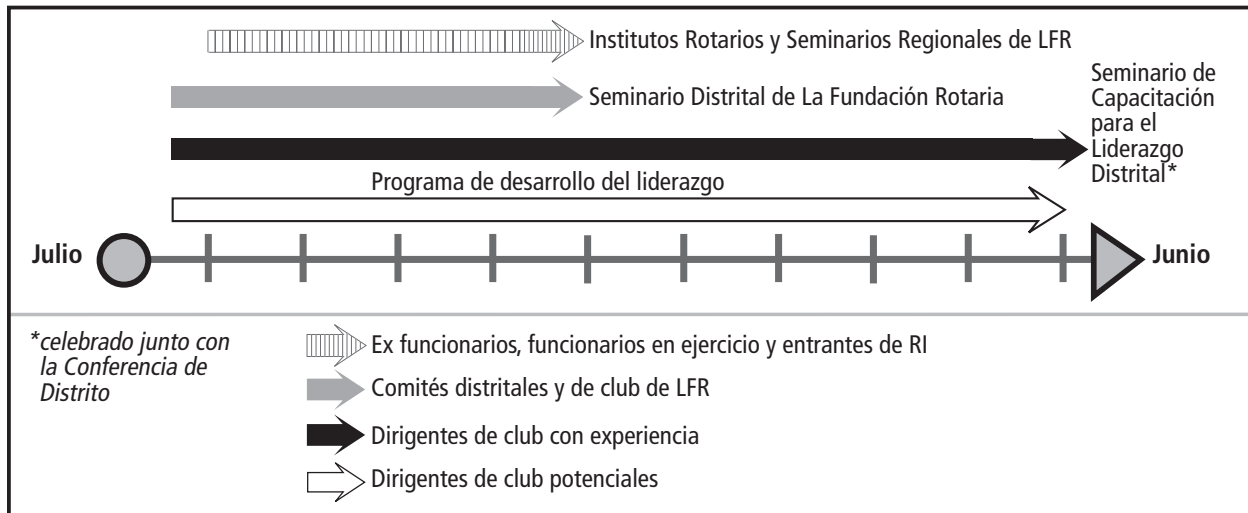 Institutos Rotarios y Seminarios Regionales de LFR
Seminario Distrital de La Fundación Rotaria
Seminario de
Capacitación
para el
Liderazgo
Distrital*
Programa de desarrollo del liderazgo
Julio
Junio
*celebrado junto con
la Conferencia de
Distrito
Ex funcionarios, funcionarios en ejercicio y entrantes de RI
Comités distritales y de club de LFR
Dirigentes de club con experiencia
Dirigentes de club potenciales